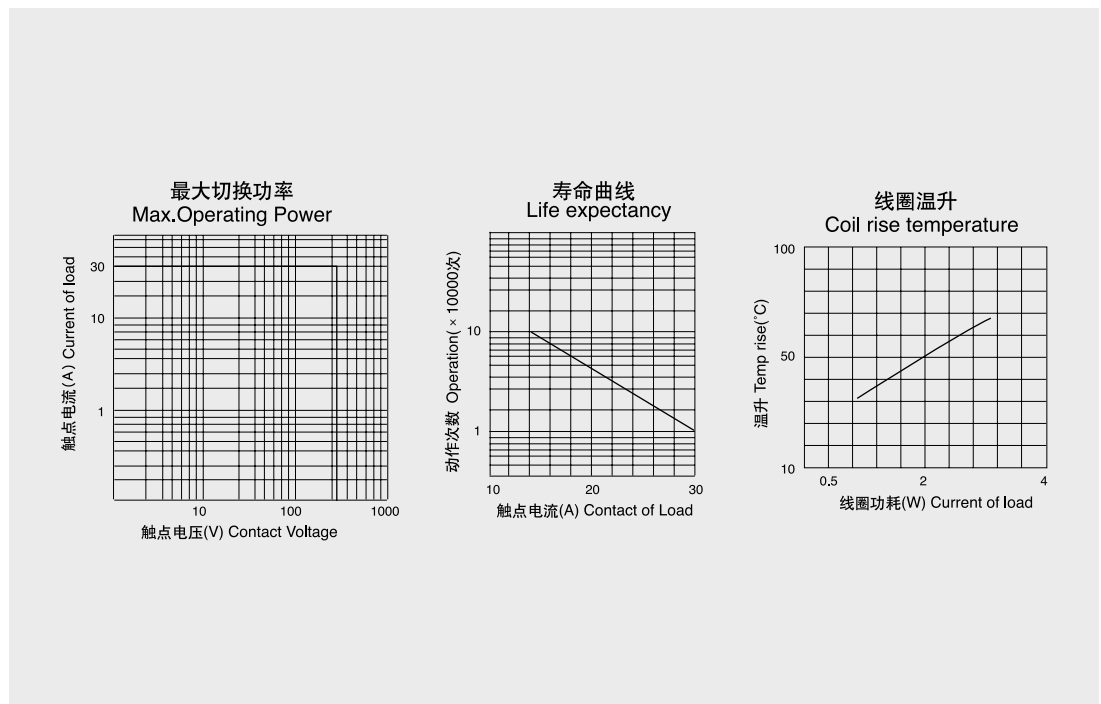 最大切换功率
Max.Operating Power
触点电流(A) Current of load
30
10
1
10
100
1000
触点电压(V) Contact Voltage
寿命曲线
Life expectancy
动作次数 Operation( × 10000次)
10
1
10
20
30
触点电流(A) Contact of Load
线圈温升
Coil rise temperature
温升 Temp rise(°C)
100
50
10
0.5
2
4
线圈功耗(W) Current of load